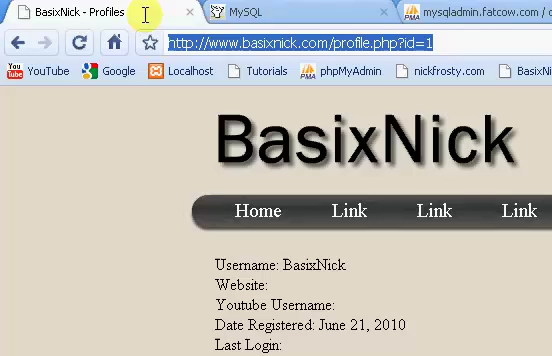 BasixNick - Profiles
MySQL
mysqladmin.fatcow.com /
http://www.basixnick.com/profile.php?id=1
YouTube
Google
Localhost
Tutorials
phpMyAdmin
nickfrosty.com
BasixN
BasixNick
Home Link Link Link
Username: BasixNick
Website:
Youtube Username:
Date Registered: June 21, 2010
Last Login: